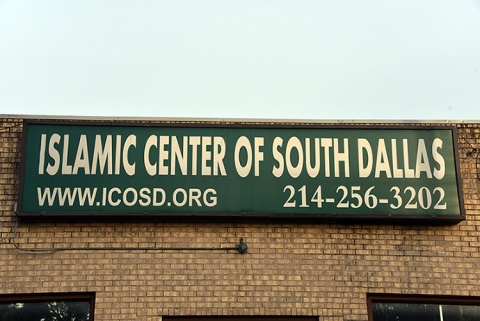 ISLAMIC CENTER OF SOUTH DALLAS
WWW.ICOSD.ORG 214-256-3202